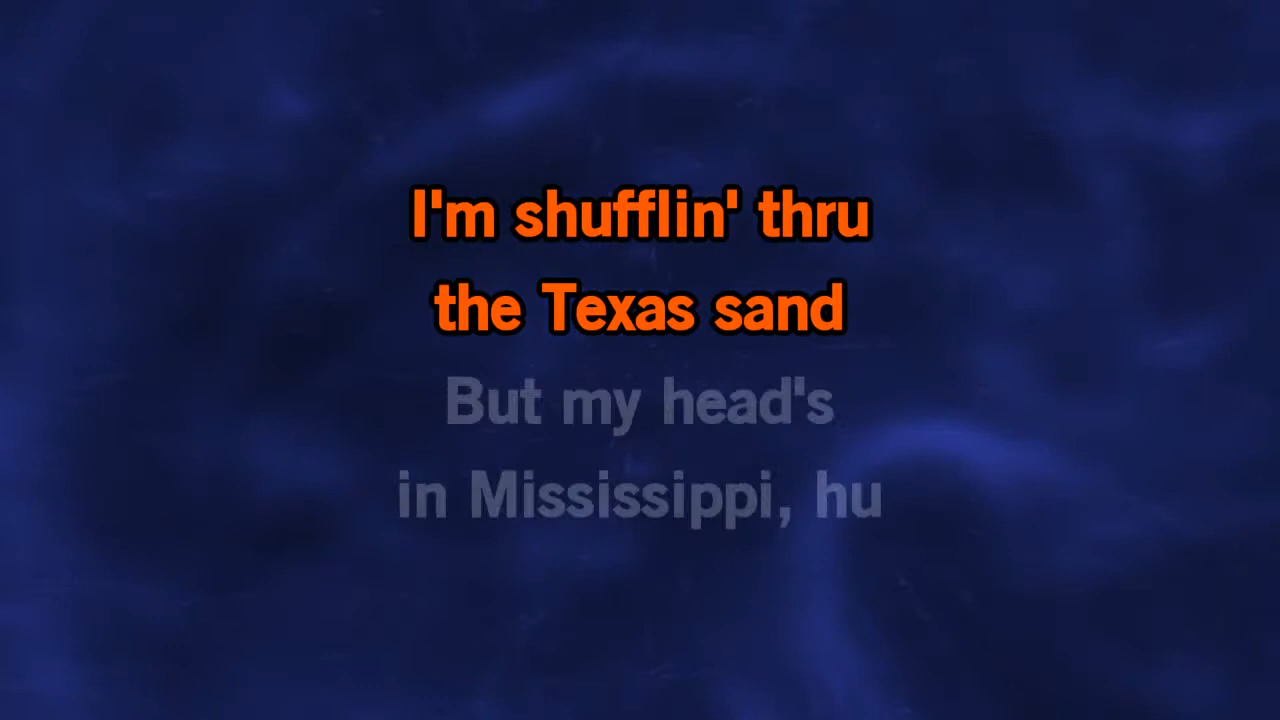 I'm shufflin' thru
the Texas sand
But my head's
in Mississippi, hu